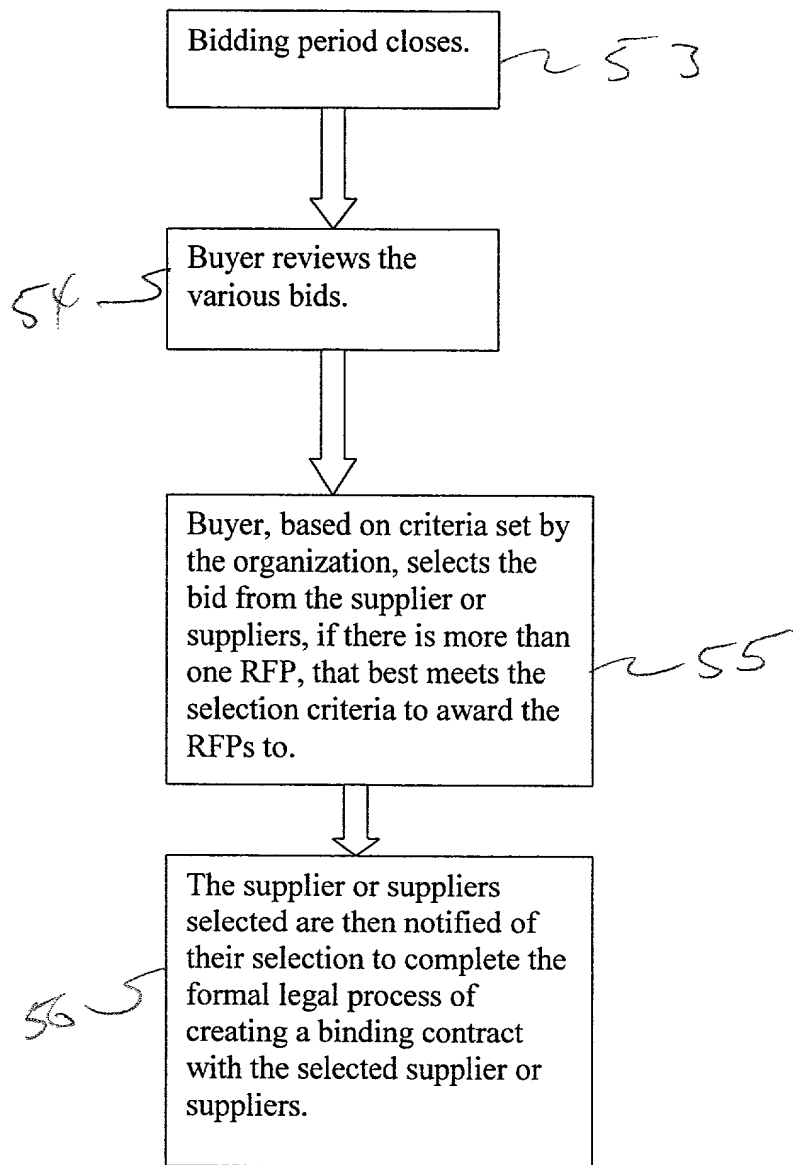 Bidding period closes.
53
Buyer reviews the
various bids.
54
Buyer, based on criteria set by
the organization, selects the
bid from the supplier or
suppliers, if there is more than
one RFP, that best meets the
selection criteria to award the
RFPs to.
55
The supplier or suppliers
selected are then notified of
their selection to complete the
formal legal process of
creating a binding contract
with the selected supplier or
suppliers.
56